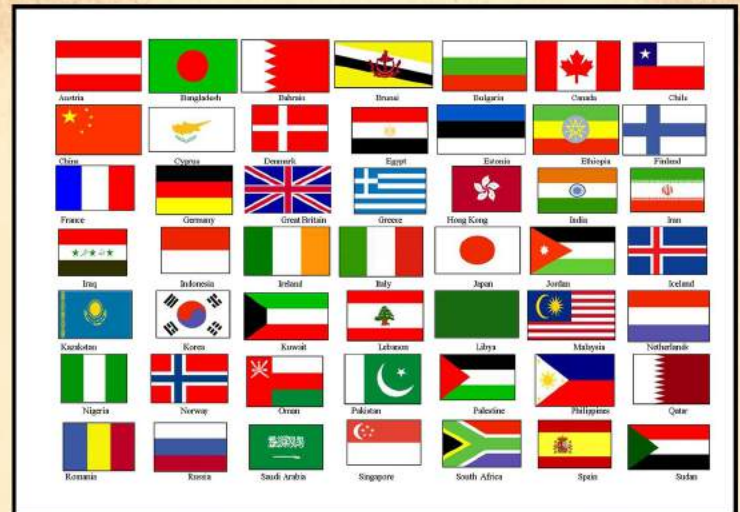 Austria Bangladesh Bahrain Brunai Bulgaria Canada Chile
China Cyprus Denmark Egypt Estonia Ethiopia Finland
France Germany Great Britain Greece Hong Kong India Iran
Iraq Indonesia Ireland Italy Japan Jordan Iceland
Kazakstan Korea Kuwait Lebanon Libya Malaysia Netherlands
Nigeria Norway Oman Pakistan Palestine Philippines Qatar
Romania Russia Saudi Arabia Singapore South Africa Spain Sudan